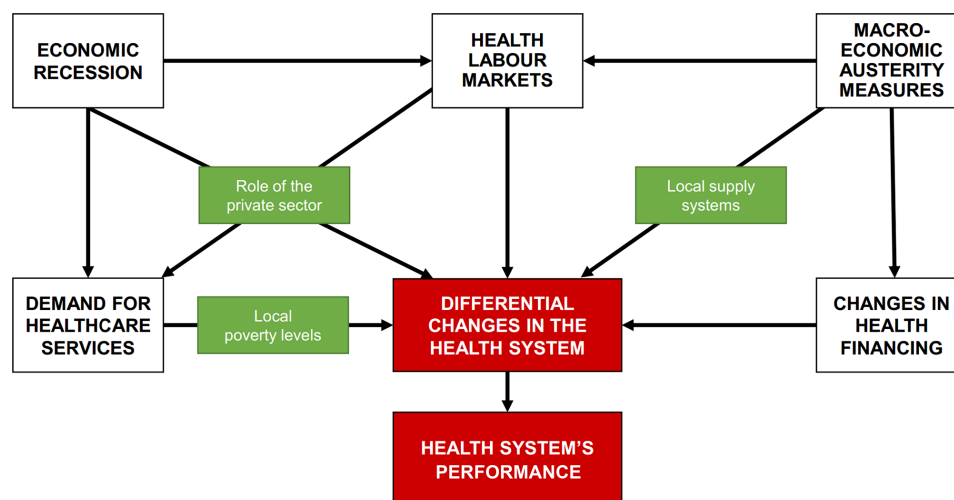 ECONOMIC
RECESSION
HEALTH
LABOUR
MARKETS
MACRO-
ECONOMIC
AUSTERITY
MEASURES
Role of the
private sector
Local supply
systems
DEMAND FOR
HEALTHCARE
SERVICES
Local
poverty levels
DIFFERENTIAL
CHANGES IN THE
HEALTH SYSTEM
CHANGES IN
HEALTH
FINANCING
HEALTH SYSTEM’S
PERFORMANCE